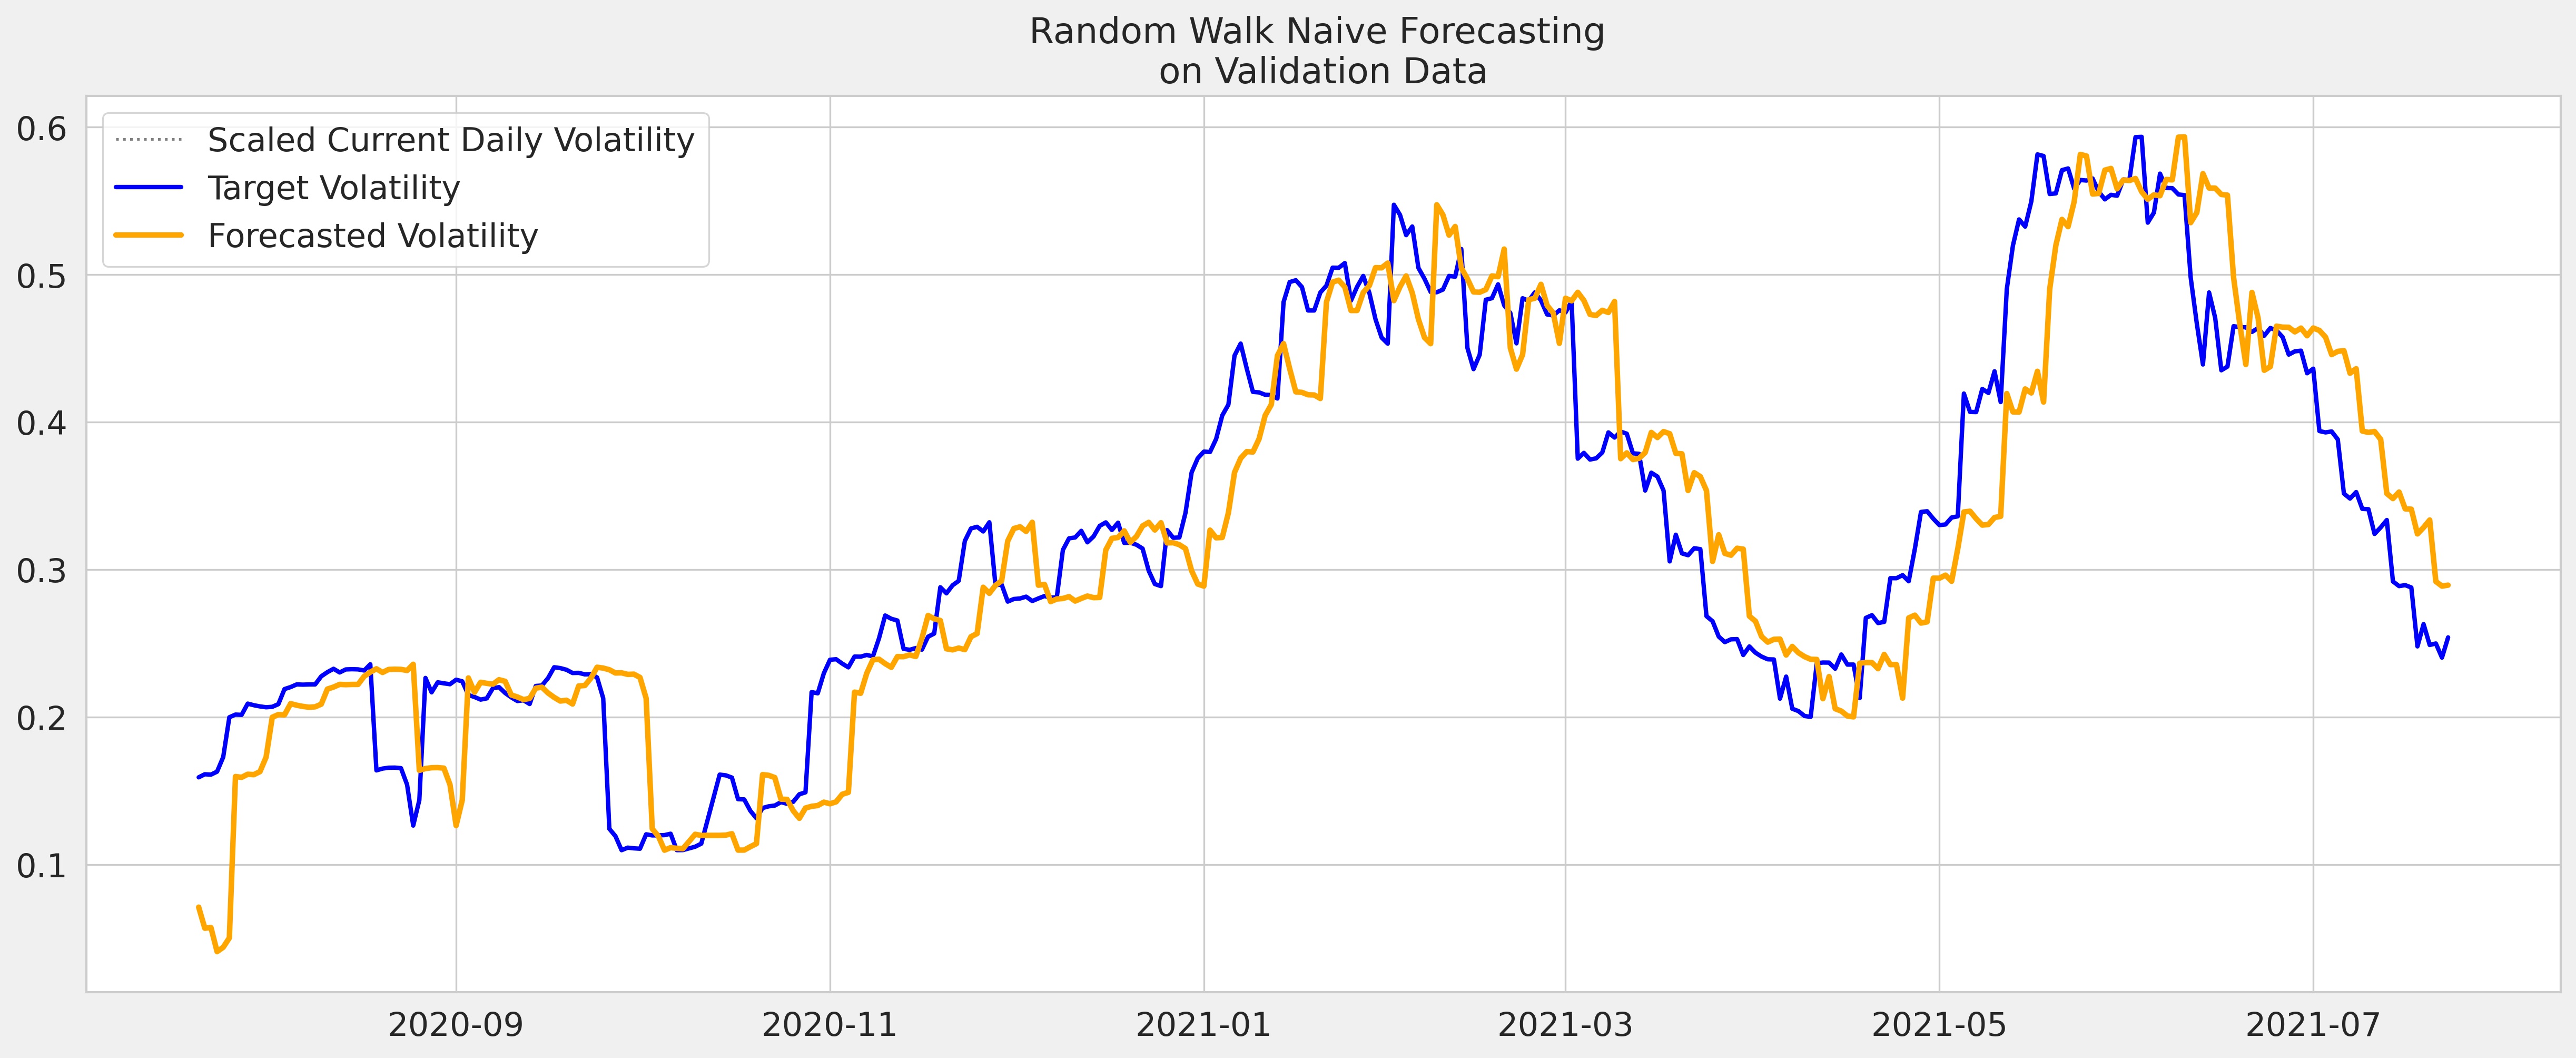 Random Walk Naive Forecasting
on Validation Data
Scaled Current Daily Volatility
Target Volatility
Forecasted Volatility
0.6
0.5
0.4
0.3
0.2
0.1
2020-09 2020-11 2021-01 2021-03 2021-05 2021-07